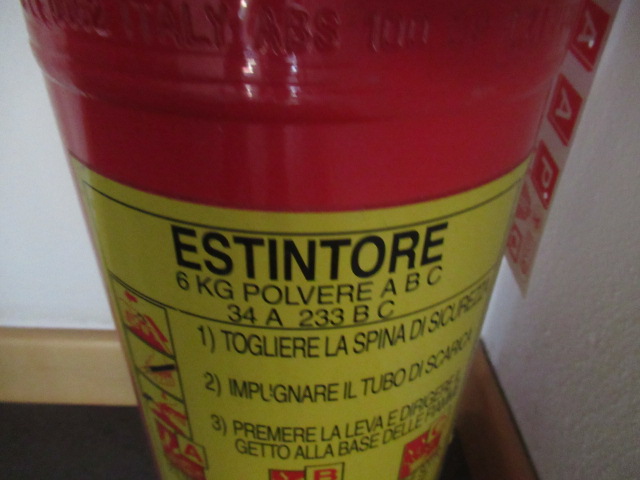 ITALY ABS
ESTINTORE
6 KG POLVERE A B C
34 A 233 B C
1) TOGLIERE LA SPINA DI SICUREZZA
2) IMPUGNARE IL TUBO DI SCARICA
3) PREMERE LA LEVA E DIRIGERE IL
GETTO ALLA BASE DELLE FIAMME
A
B